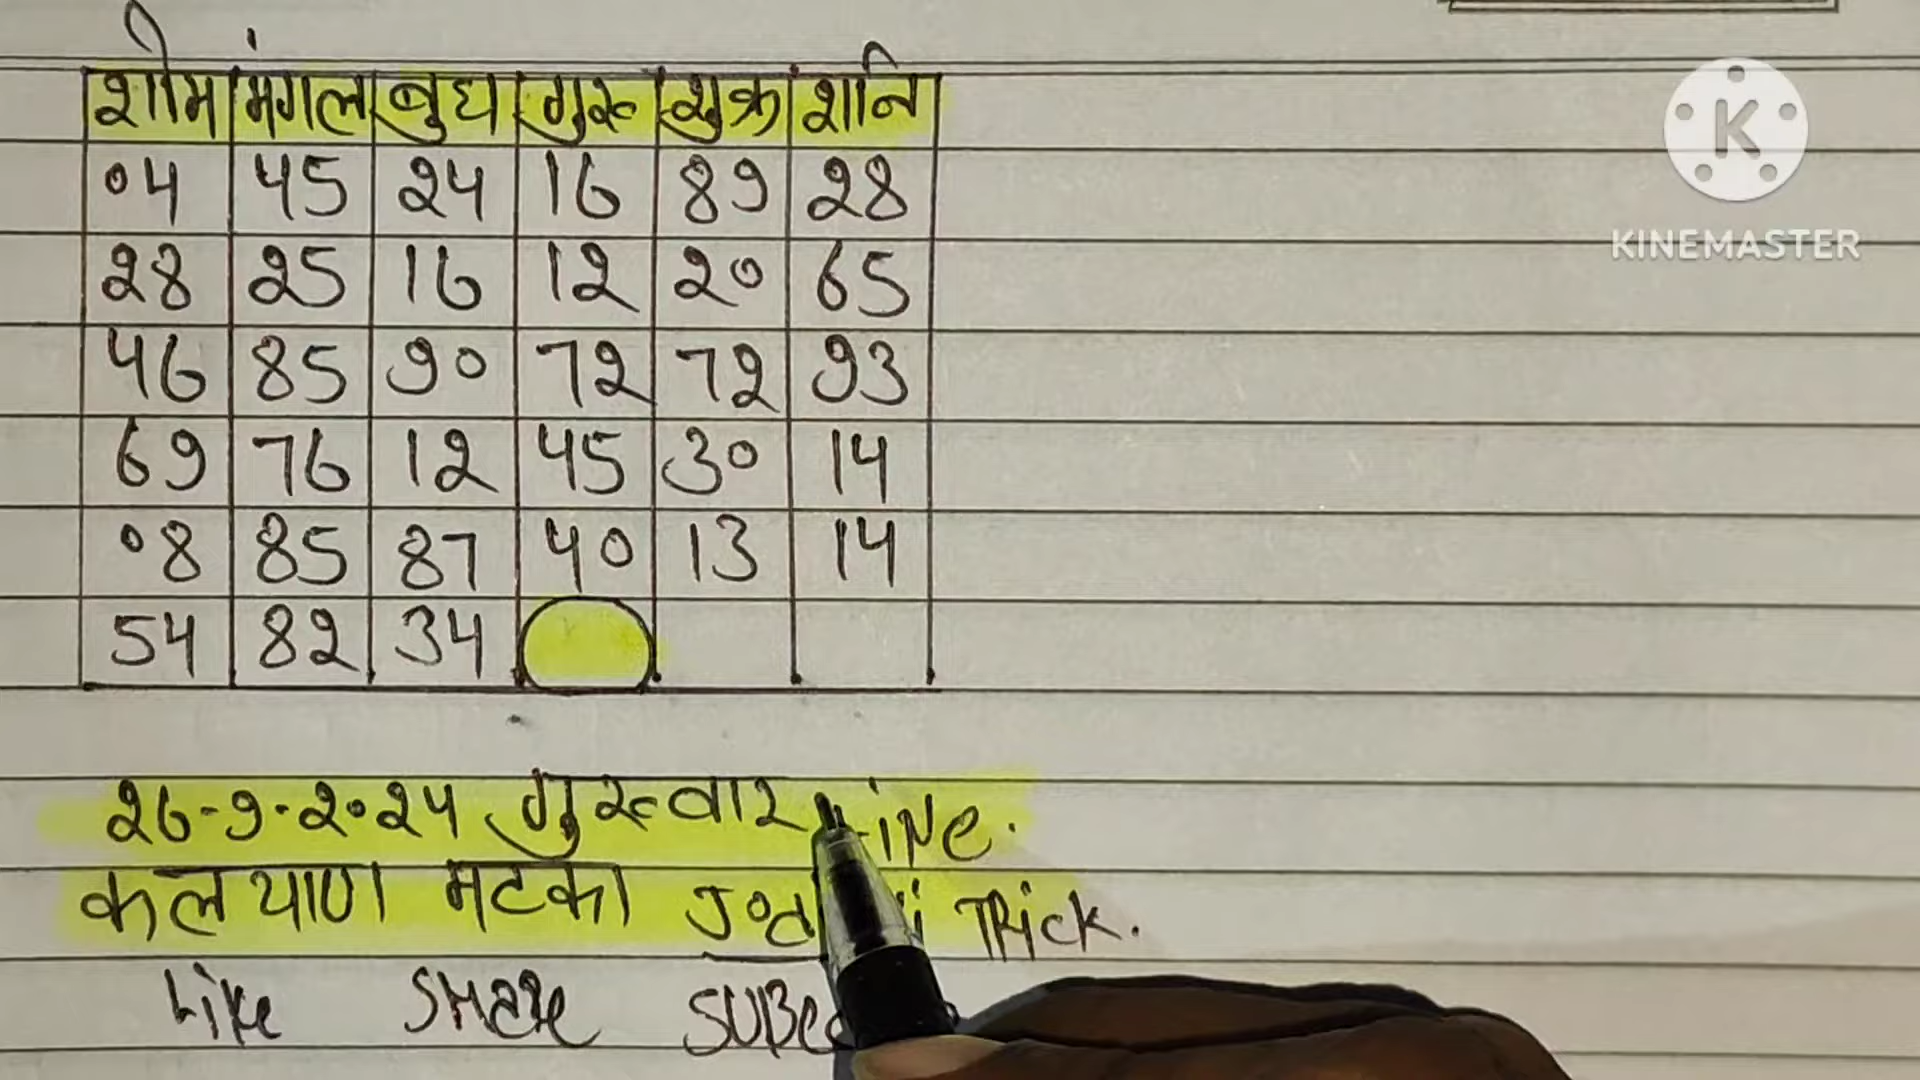 शोम मंगल बुध गुरु शुक्र शनि
04 45 24 16 89 28
28 25 16 12 20 65
46 85 90 72 72 93
69 76 12 45 30 14
08 85 87 40 13 14
54 82 34
26-9-2024 गुरुवार
कल्याण मटका Trick.
Like Share
K
KINEMASTER